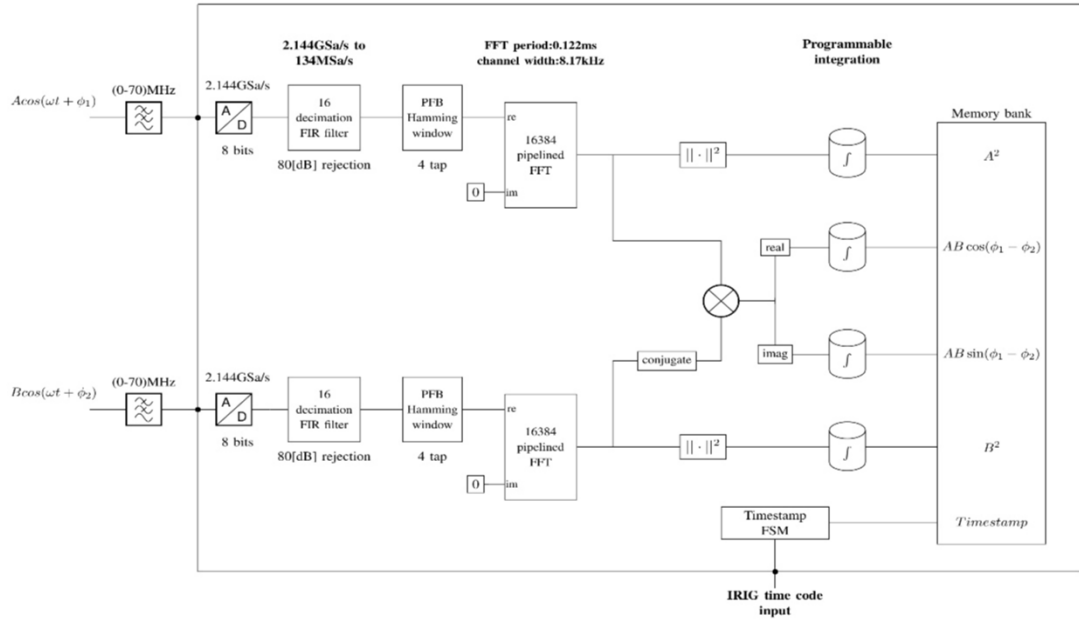 2.144GSa/s to
134MSa/s
FFT period:0.122ms
channel width:8.17kHz
Programmable
integration
Acos(ωt + ϕ₁)
(0-70)MHz
2.144GSa/s
A
D
8 bits
16
decimation
FIR filter
80[dB] rejection
PFB
Hamming
window
4 tap
re
16384
pipelined
FFT
0
im
|| · ||²
∫
Memory bank
A²
real
∫
AB cos(ϕ₁ − ϕ₂)
conjugate
imag
∫
AB sin(ϕ₁ − ϕ₂)
Bcos(ωt + ϕ₂)
(0-70)MHz
2.144GSa/s
A
D
8 bits
16
decimation
FIR filter
80[dB] rejection
PFB
Hamming
window
4 tap
re
16384
pipelined
FFT
0
im
|| · ||²
∫
B²
Timestamp
FSM
Timestamp
IRIG time code
input